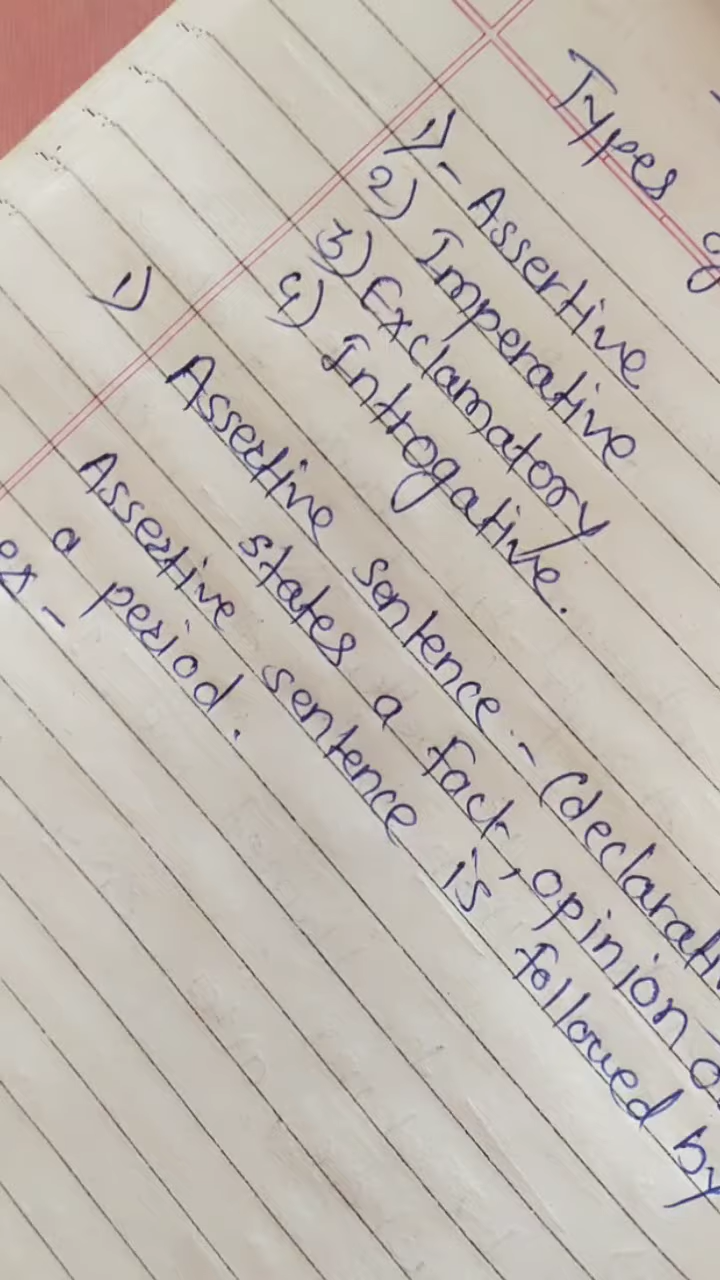 Types
1)- Assertive
2) Imperative
3) Exclamatory
4) Introgative.
1) Assertive sentence - (declarati
states a fact, opinion
Assertive sentence is followed by
a period.
ex -